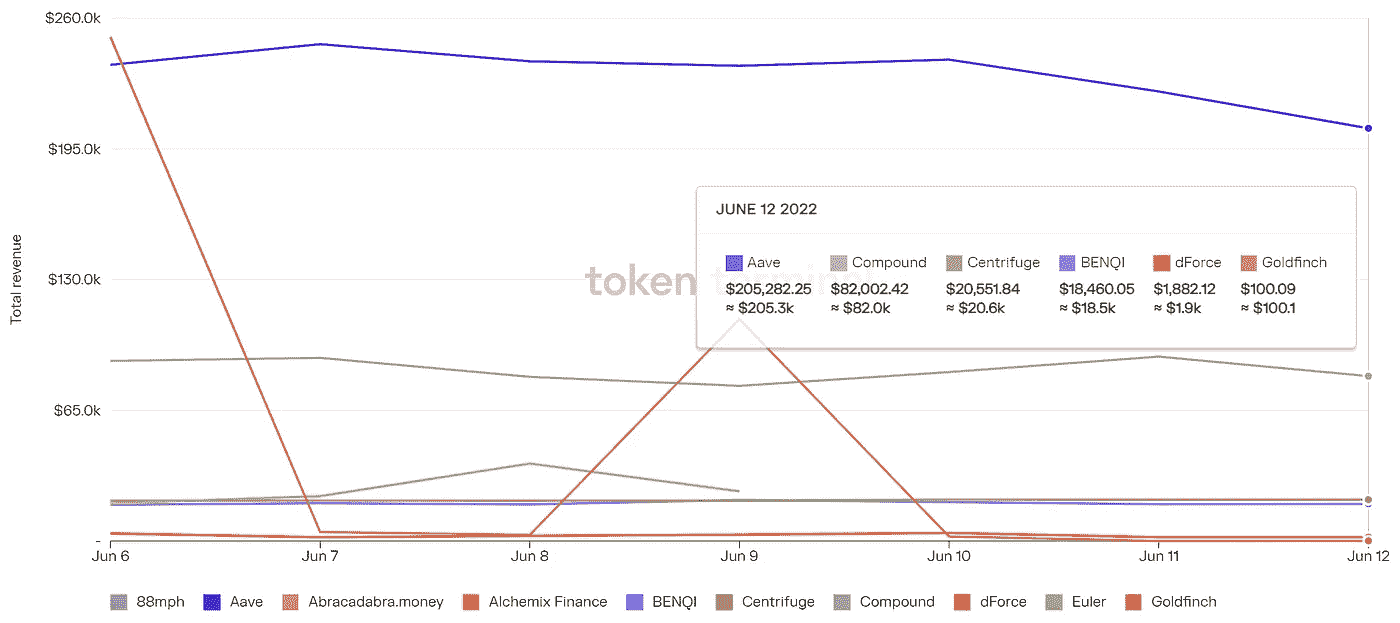 $260.0k
$195.0k
$130.0k
$65.0k
-
Total revenue
token terminal
JUNE 12 2022
Aave Compound Centrifuge BENQI dForce Goldfinch
$205,282.25 $82,002.42 $20,551.84 $18,460.05 $1,882.12 $100.09
≈ $205.3k ≈ $82.0k ≈ $20.6k ≈ $18.5k ≈ $1.9k ≈ $100.1
Jun 6 Jun 7 Jun 8 Jun 9 Jun 10 Jun 11 Jun 12
88mph Aave Abracadabra.money Alchemix Finance BENQI Centrifuge Compound dForce Euler Goldfinch